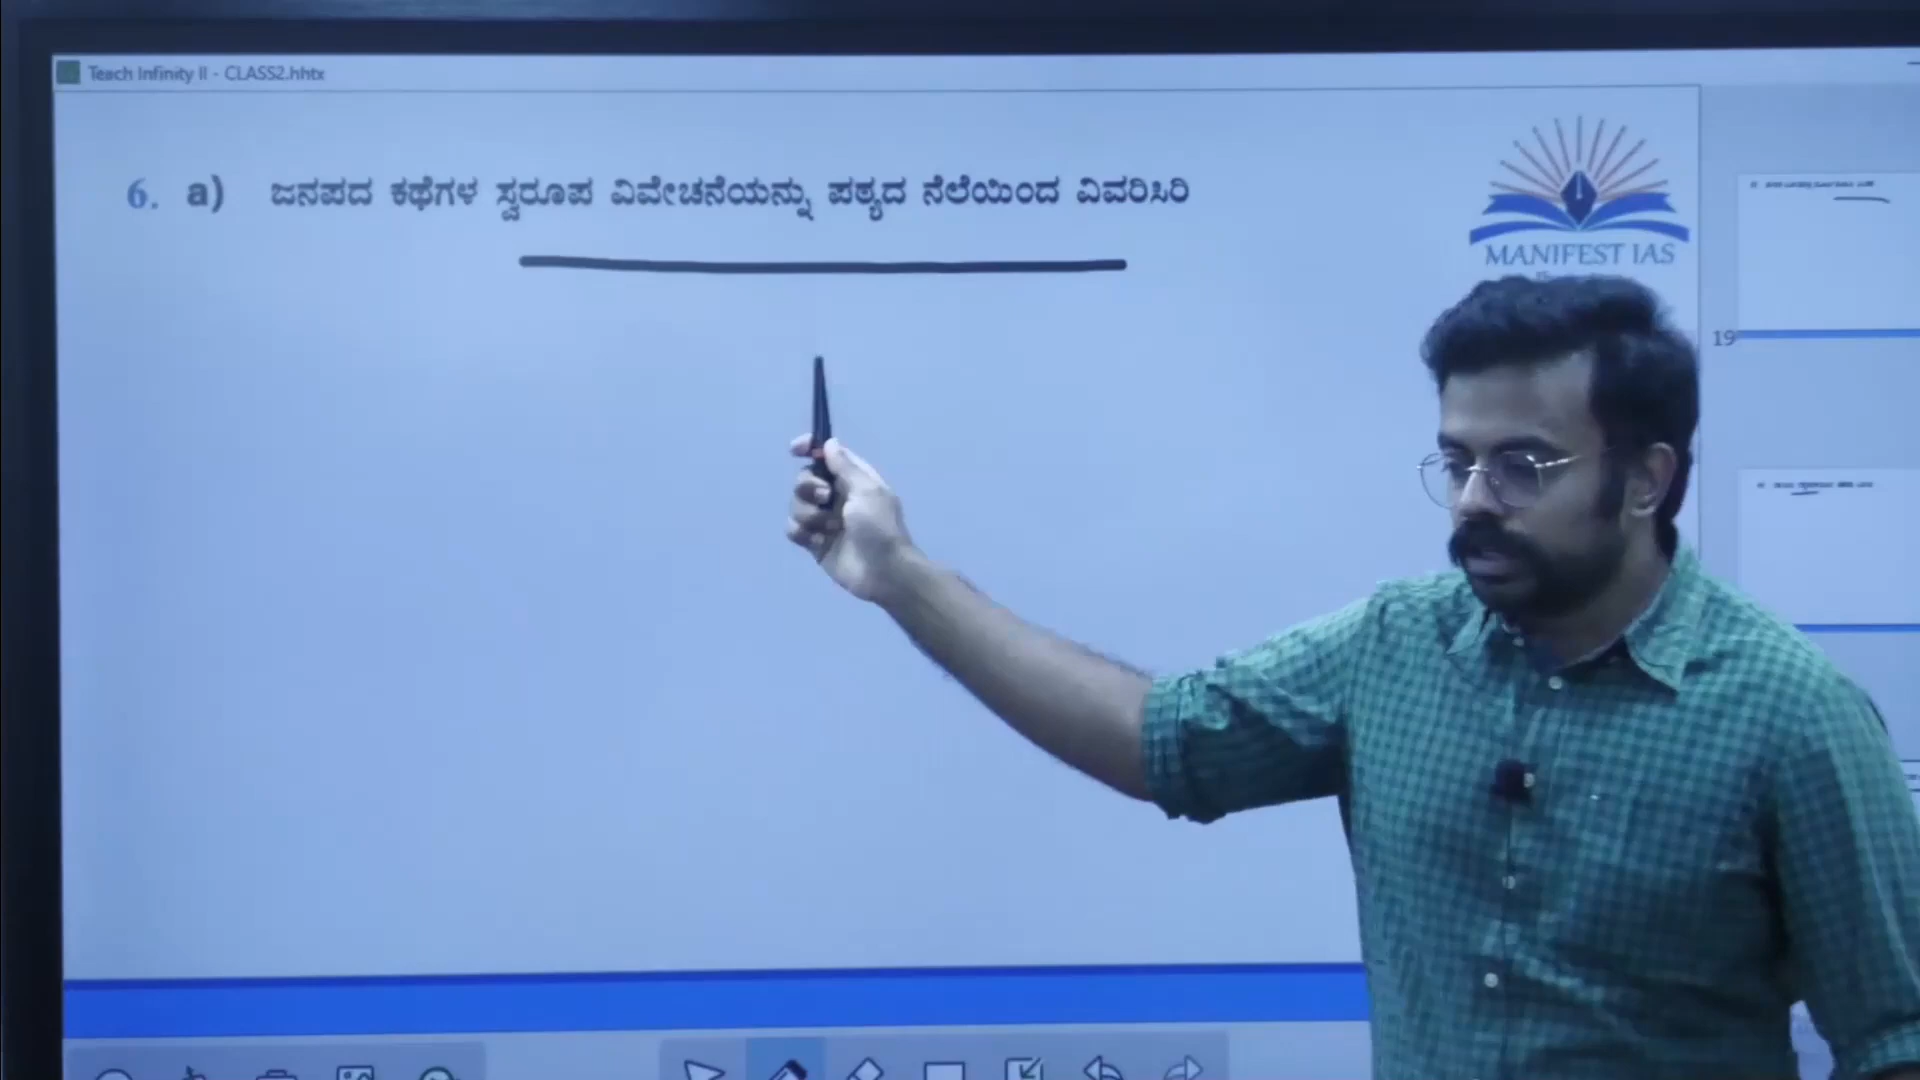 Teach Infinity II - CLASS2.hhtx
6. a) ಜನಪದ ಕಥೆಗಳ ಸ್ವರೂಪ ವಿವೇಚನೆಯನ್ನು ಪಠ್ಯದ ನೆಲೆಯಿಂದ ವಿವರಿಸಿರಿ
MANIFEST IAS
19